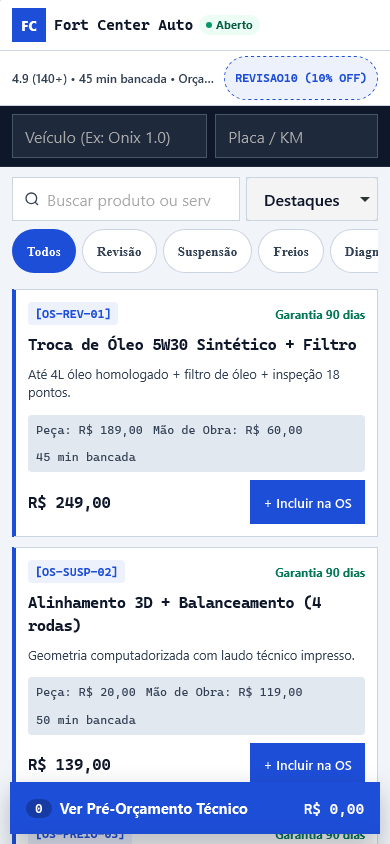 FC Fort Center Auto Aberto
4.9 (140+) • 45 min bancada • Orça... REVISAO10 (10% OFF)
Veículo (Ex: Onix 1.0) Placa / KM
Buscar produto ou serv Destaques
Todos Revisão Suspensão Freios Diagn
[OS-REV-01] Garantia 90 dias
Troca de Óleo 5W30 Sintético + Filtro
Até 4L óleo homologado + filtro de óleo + inspeção 18
pontos.
Peça: R$ 189,00 Mão de Obra: R$ 60,00
45 min bancada
R$ 249,00 + Incluir na OS
[OS-SUSP-02] Garantia 90 dias
Alinhamento 3D + Balanceamento (4
rodas)
Geometria computadorizada com laudo técnico impresso.
Peça: R$ 20,00 Mão de Obra: R$ 119,00
50 min bancada
R$ 139,00 + Incluir na OS
0 Ver Pré-Orçamento Técnico R$ 0,00
[OS-FREIO-03] Garantia 90 dias